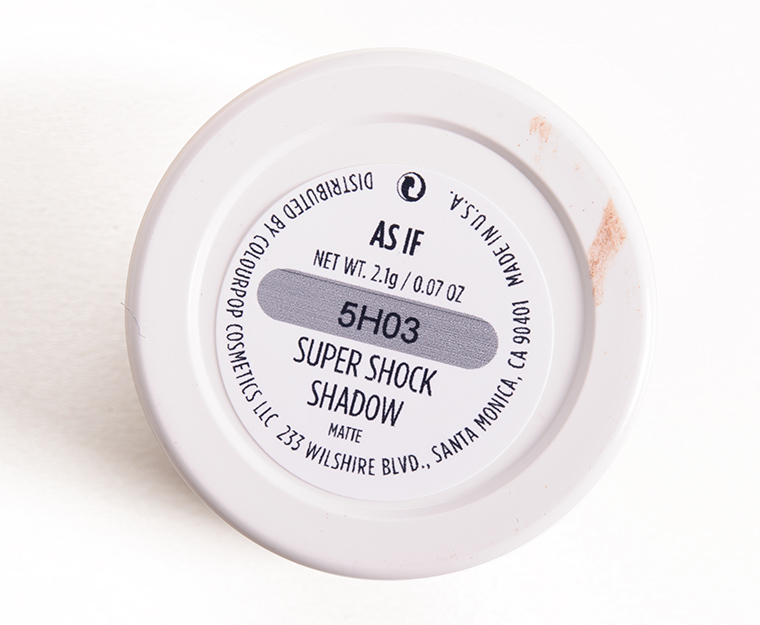 AS IF
NET WT. 2.1g / 0.07 OZ
5H03
SUPER SHOCK
SHADOW
MATTE
DISTRIBUTED BY COLOURPOP COSMETICS LLC 233 WILSHIRE BLVD., SANTA MONICA, CA 90401 MADE IN U.S.A.